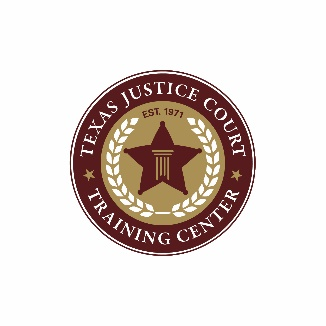 TEXAS JUSTICE COURT
EST. 1971
TRAINING CENTER